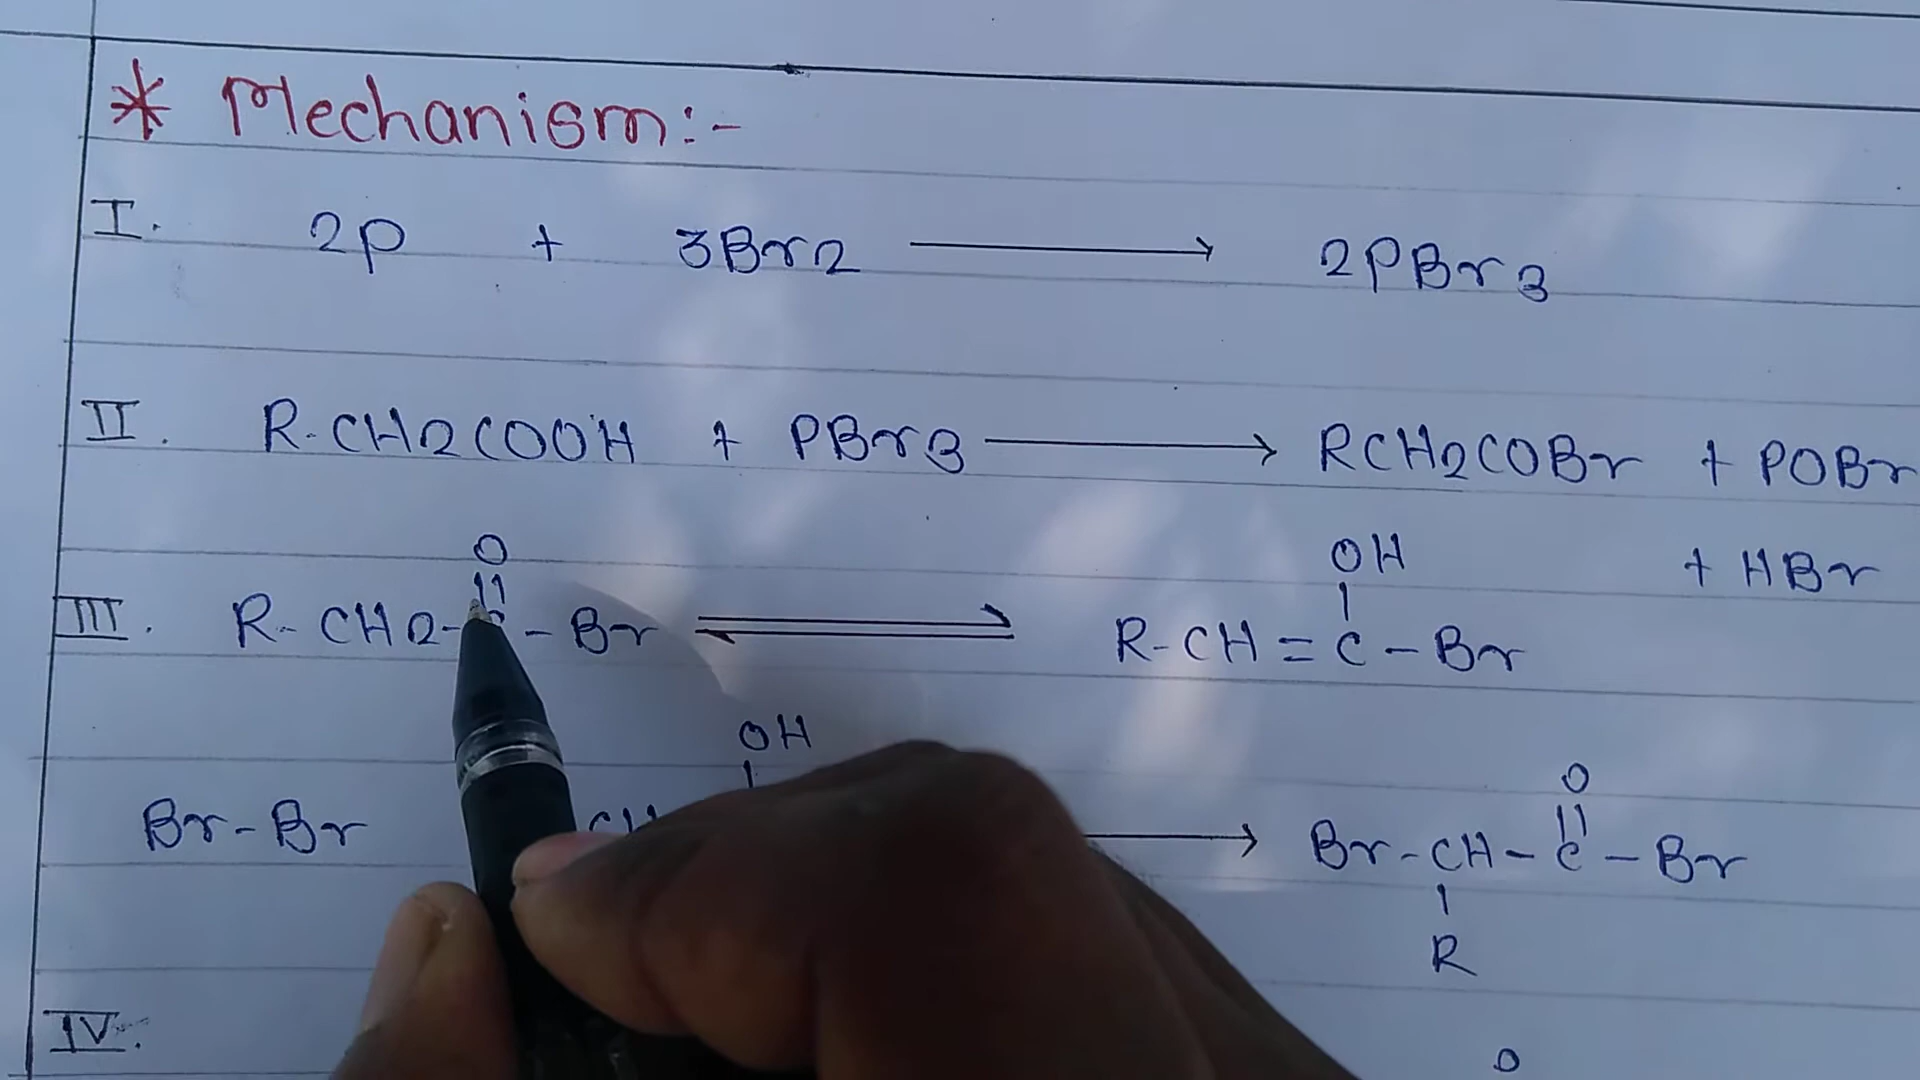 * Mechanism:-
I. 2P + 3Br2 ⟶ 2PBr3
II. R-CH2COOH + PBr3 ⟶ RCH2COBr + POBr
+ HBr
O OH
|| |
III. R-CH2-C-Br ⇌ R-CH=C-Br
OH O
| ||
Br-Br CH ⟶ Br-CH-C-Br
|
R
IV.
O